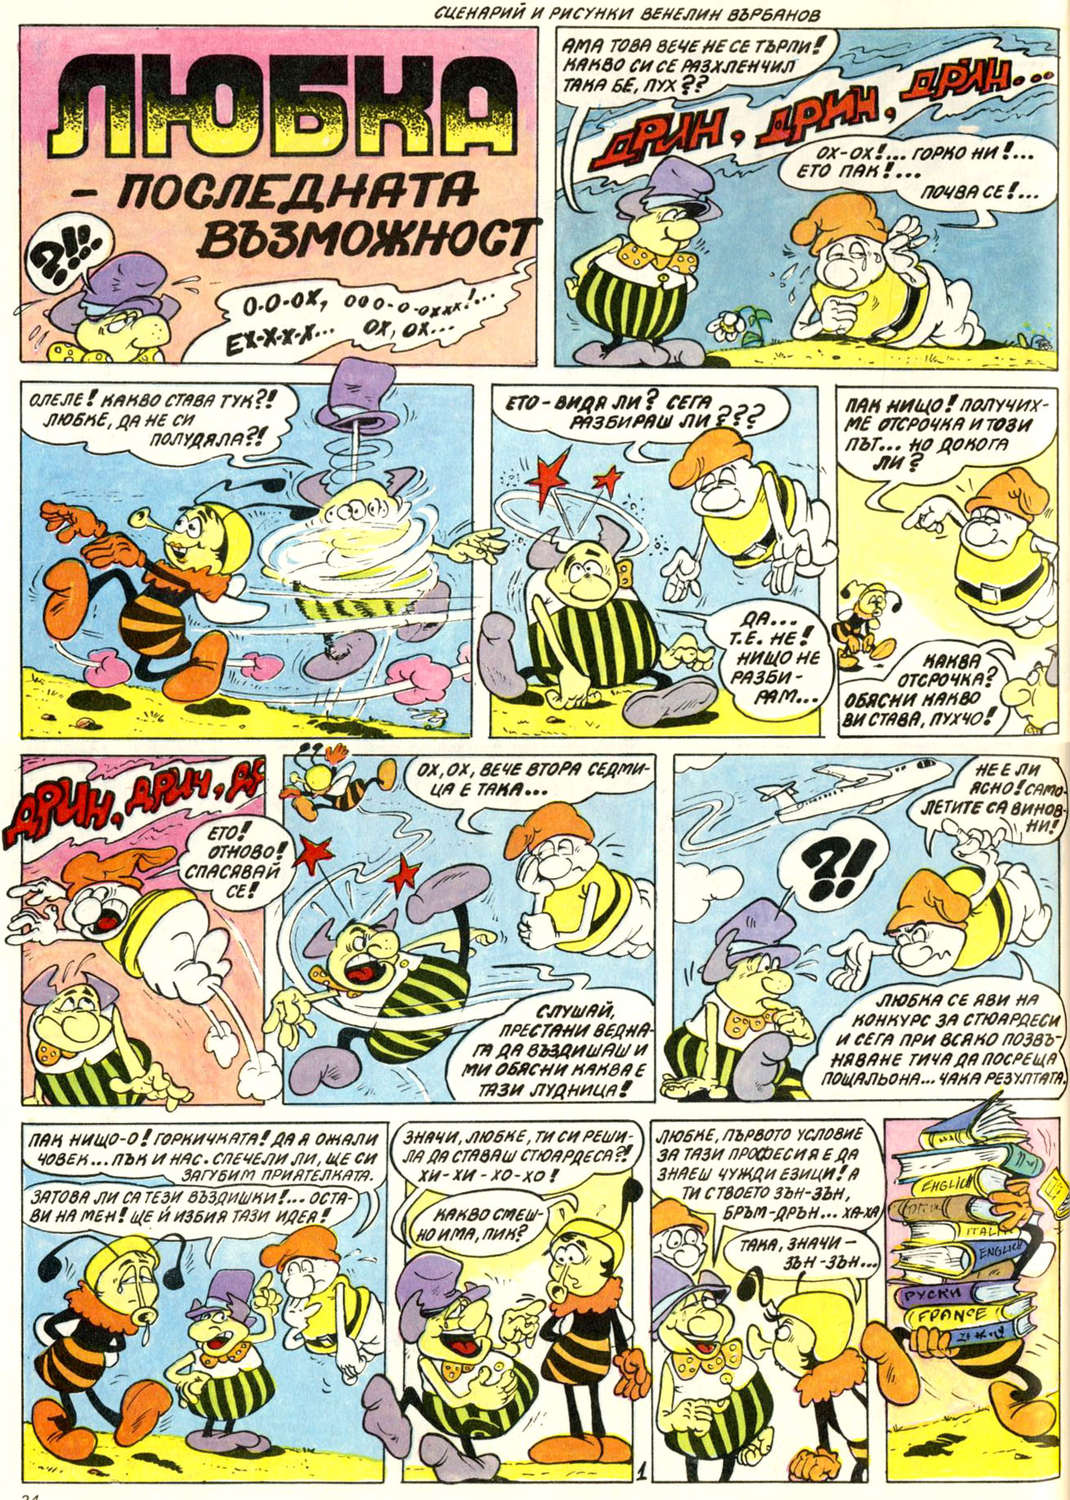 СЦЕНАРИЙ И РИСУНКИ ВЕНЕЛИН ВЪРБАНОВ
ЛЮБКА
- ПОСЛЕДНАТА
ВЪЗМОЖНОСТ
?!!!
О-О-ОХ, ООО-О-ОХХХ!...
ЕХ-Х-Х-Х... ОХ, ОХ...
АМА ТОВА ВЕЧЕ НЕ СЕ ТЪРПИ!
КАКВО СИ СЕ РАЗХЛЕНЧИЛ
ТАКА БЕ, ПУХ??
ДРИН, ДРИН, ДРИН...
ОХ-ОХ!... ГОРКО НИ!...
ЕТО ПАК!...
ПОЧВА СЕ!...
ОЛЕЛЕ! КАКВО СТАВА ТУК?!
ЛЮБКЕ, ДА НЕ СИ
ПОЛУДЯЛА?!
ЕТО - ВИДЯ ЛИ? СЕГА
РАЗБИРАШ ЛИ???
ДА...
Т.Е. НЕ!
НИЩО НЕ
РАЗБИ-
РАМ...
ПАК НИЩО! ПОЛУЧИХ-
МЕ ОТСРОЧКА И ТОЗИ
ПЪТ... НО ДОКОГА
ЛИ?
КАКВА
ОТСРОЧКА?
ОБЯСНИ КАКВО
ВИ СТАВА, ПУХЧО!
ДРИН, ДРИН, ДР
ЕТО!
ОТНОВО!
СПАСЯВАЙ
СЕ!
ОХ, ОХ, ВЕЧЕ ВТОРА СЕДМИ-
ЦА Е ТАКА...
СЛУШАЙ,
ПРЕСТАНИ ВЕДНА-
ГА ДА ВЪЗДИШАШ И
МИ ОБЯСНИ КАКВА Е
ТАЗИ ЛУДНИЦА!
НЕ Е ЛИ
ЯСНО! САМО-
ЛЕТИТЕ СА ВИНОВ-
НИ!
?!
ЛЮБКА СЕ ЯВИ НА
КОНКУРС ЗА СТЮАРДЕСИ
И СЕГА ПРИ ВСЯКО ПОЗВЪ-
НЯВАНЕ ТИЧА ДА ПОСРЕЩА
ПОЩАЛЬОНА... ЧАКА РЕЗУЛТАТА.
ПАК НИЩО-О! ГОРКИЧКАТА! ДА Я ОЖАЛИ
ЧОВЕК... ПЪК И НАС. СПЕЧЕЛИ ЛИ, ЩЕ СИ
ЗАГУБИМ ПРИЯТЕЛКАТА.
ЗАТОВА ЛИ СА ТЕЗИ ВЪЗДИШКИ!... ОСТА-
ВИ НА МЕН! ЩЕ Й ИЗБИЯ ТАЗИ ИДЕЯ!
ЗНАЧИ, ЛЮБКЕ, ТИ СИ РЕШИ-
ЛА ДА СТАВАШ СТЮАРДЕСА?!
ХИ-ХИ-ХО-ХО!
КАКВО СМЕШ-
НО ИМА, ПИК?
ЛЮБКЕ, ПЪРВОТО УСЛОВИЕ
ЗА ТАЗИ ПРОФЕСИЯ Е ДА
ЗНАЕШ ЧУЖДИ ЕЗИЦИ! А
ТИ С ТВОЕТО ЗЪН-ЗЪН,
БРЪМ-ДРЪН... ХА-ХА
ТАКА, ЗНАЧИ -
ЗЪН-ЗЪН...
ENGLICH
ITAL
ENGLICH
РУСКИ
FRANCE
1